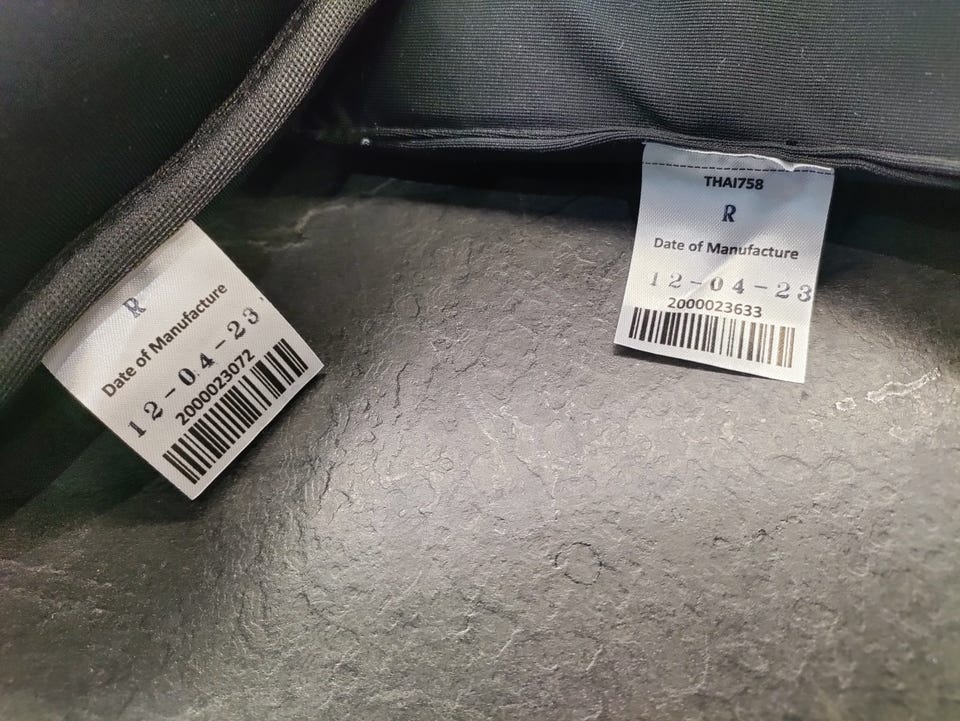 R
Date of Manufacture
12-04-23
2000023072
THAI758
R
Date of Manufacture
12-04-23
2000023633